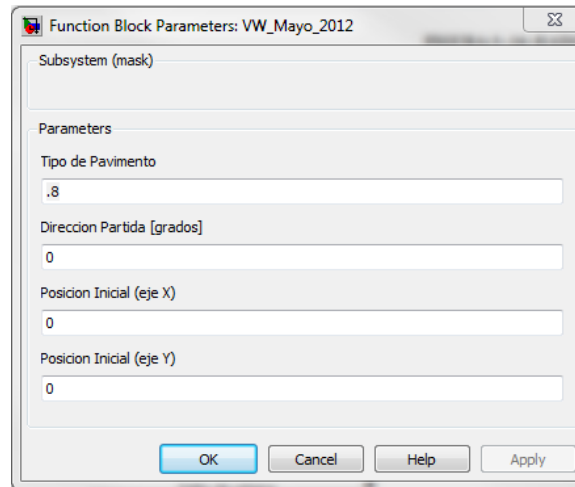 Function Block Parameters: VW_Mayo_2012
Subsystem (mask)
Parameters
Tipo de Pavimento
.8
Direccion Partida [grados]
0
Posicion Inicial (eje X)
0
Posicion Inicial (eje Y)
0
OK Cancel Help Apply